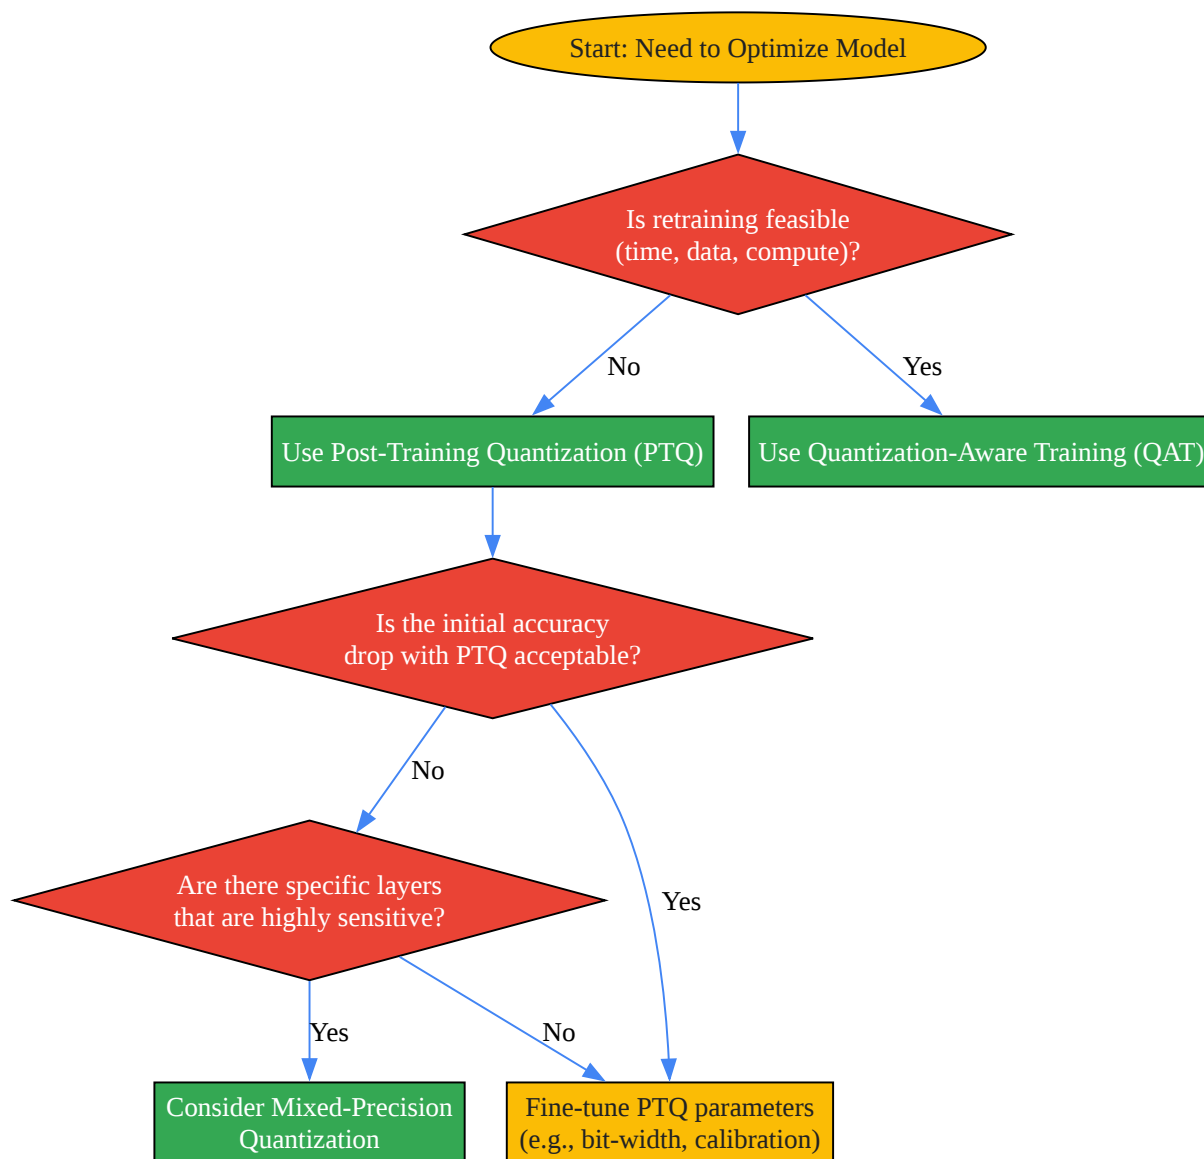 Start: Need to Optimize Model
Is retraining feasible
(time, data, compute)?
No
Yes
Use Post-Training Quantization (PTQ)
Use Quantization-Aware Training (QAT)
Is the initial accuracy
drop with PTQ acceptable?
No
Yes
Are there specific layers
that are highly sensitive?
Yes
No
Consider Mixed-Precision
Quantization
Fine-tune PTQ parameters
(e.g., bit-width, calibration)